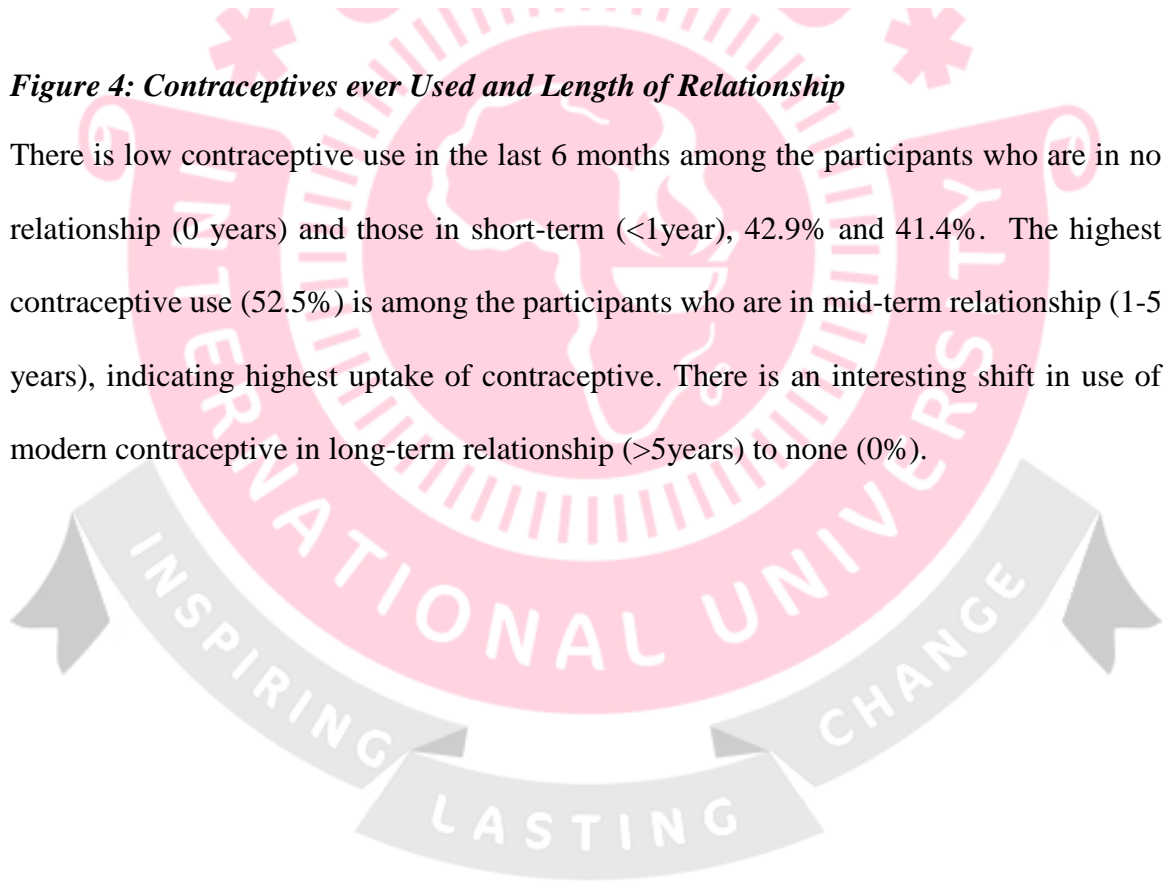 Figure 4: Contraceptives ever Used and Length of Relationship
There is low contraceptive use in the last 6 months among the participants who are in no
relationship (0 years) and those in short-term (<1year), 42.9% and 41.4%. The highest
contraceptive use (52.5%) is among the participants who are in mid-term relationship (1-5
years), indicating highest uptake of contraceptive. There is an interesting shift in use of
modern contraceptive in long-term relationship (>5years) to none (0%).
INTERNATIONAL UNIVERSITY
INSPIRING LASTING CHANGE